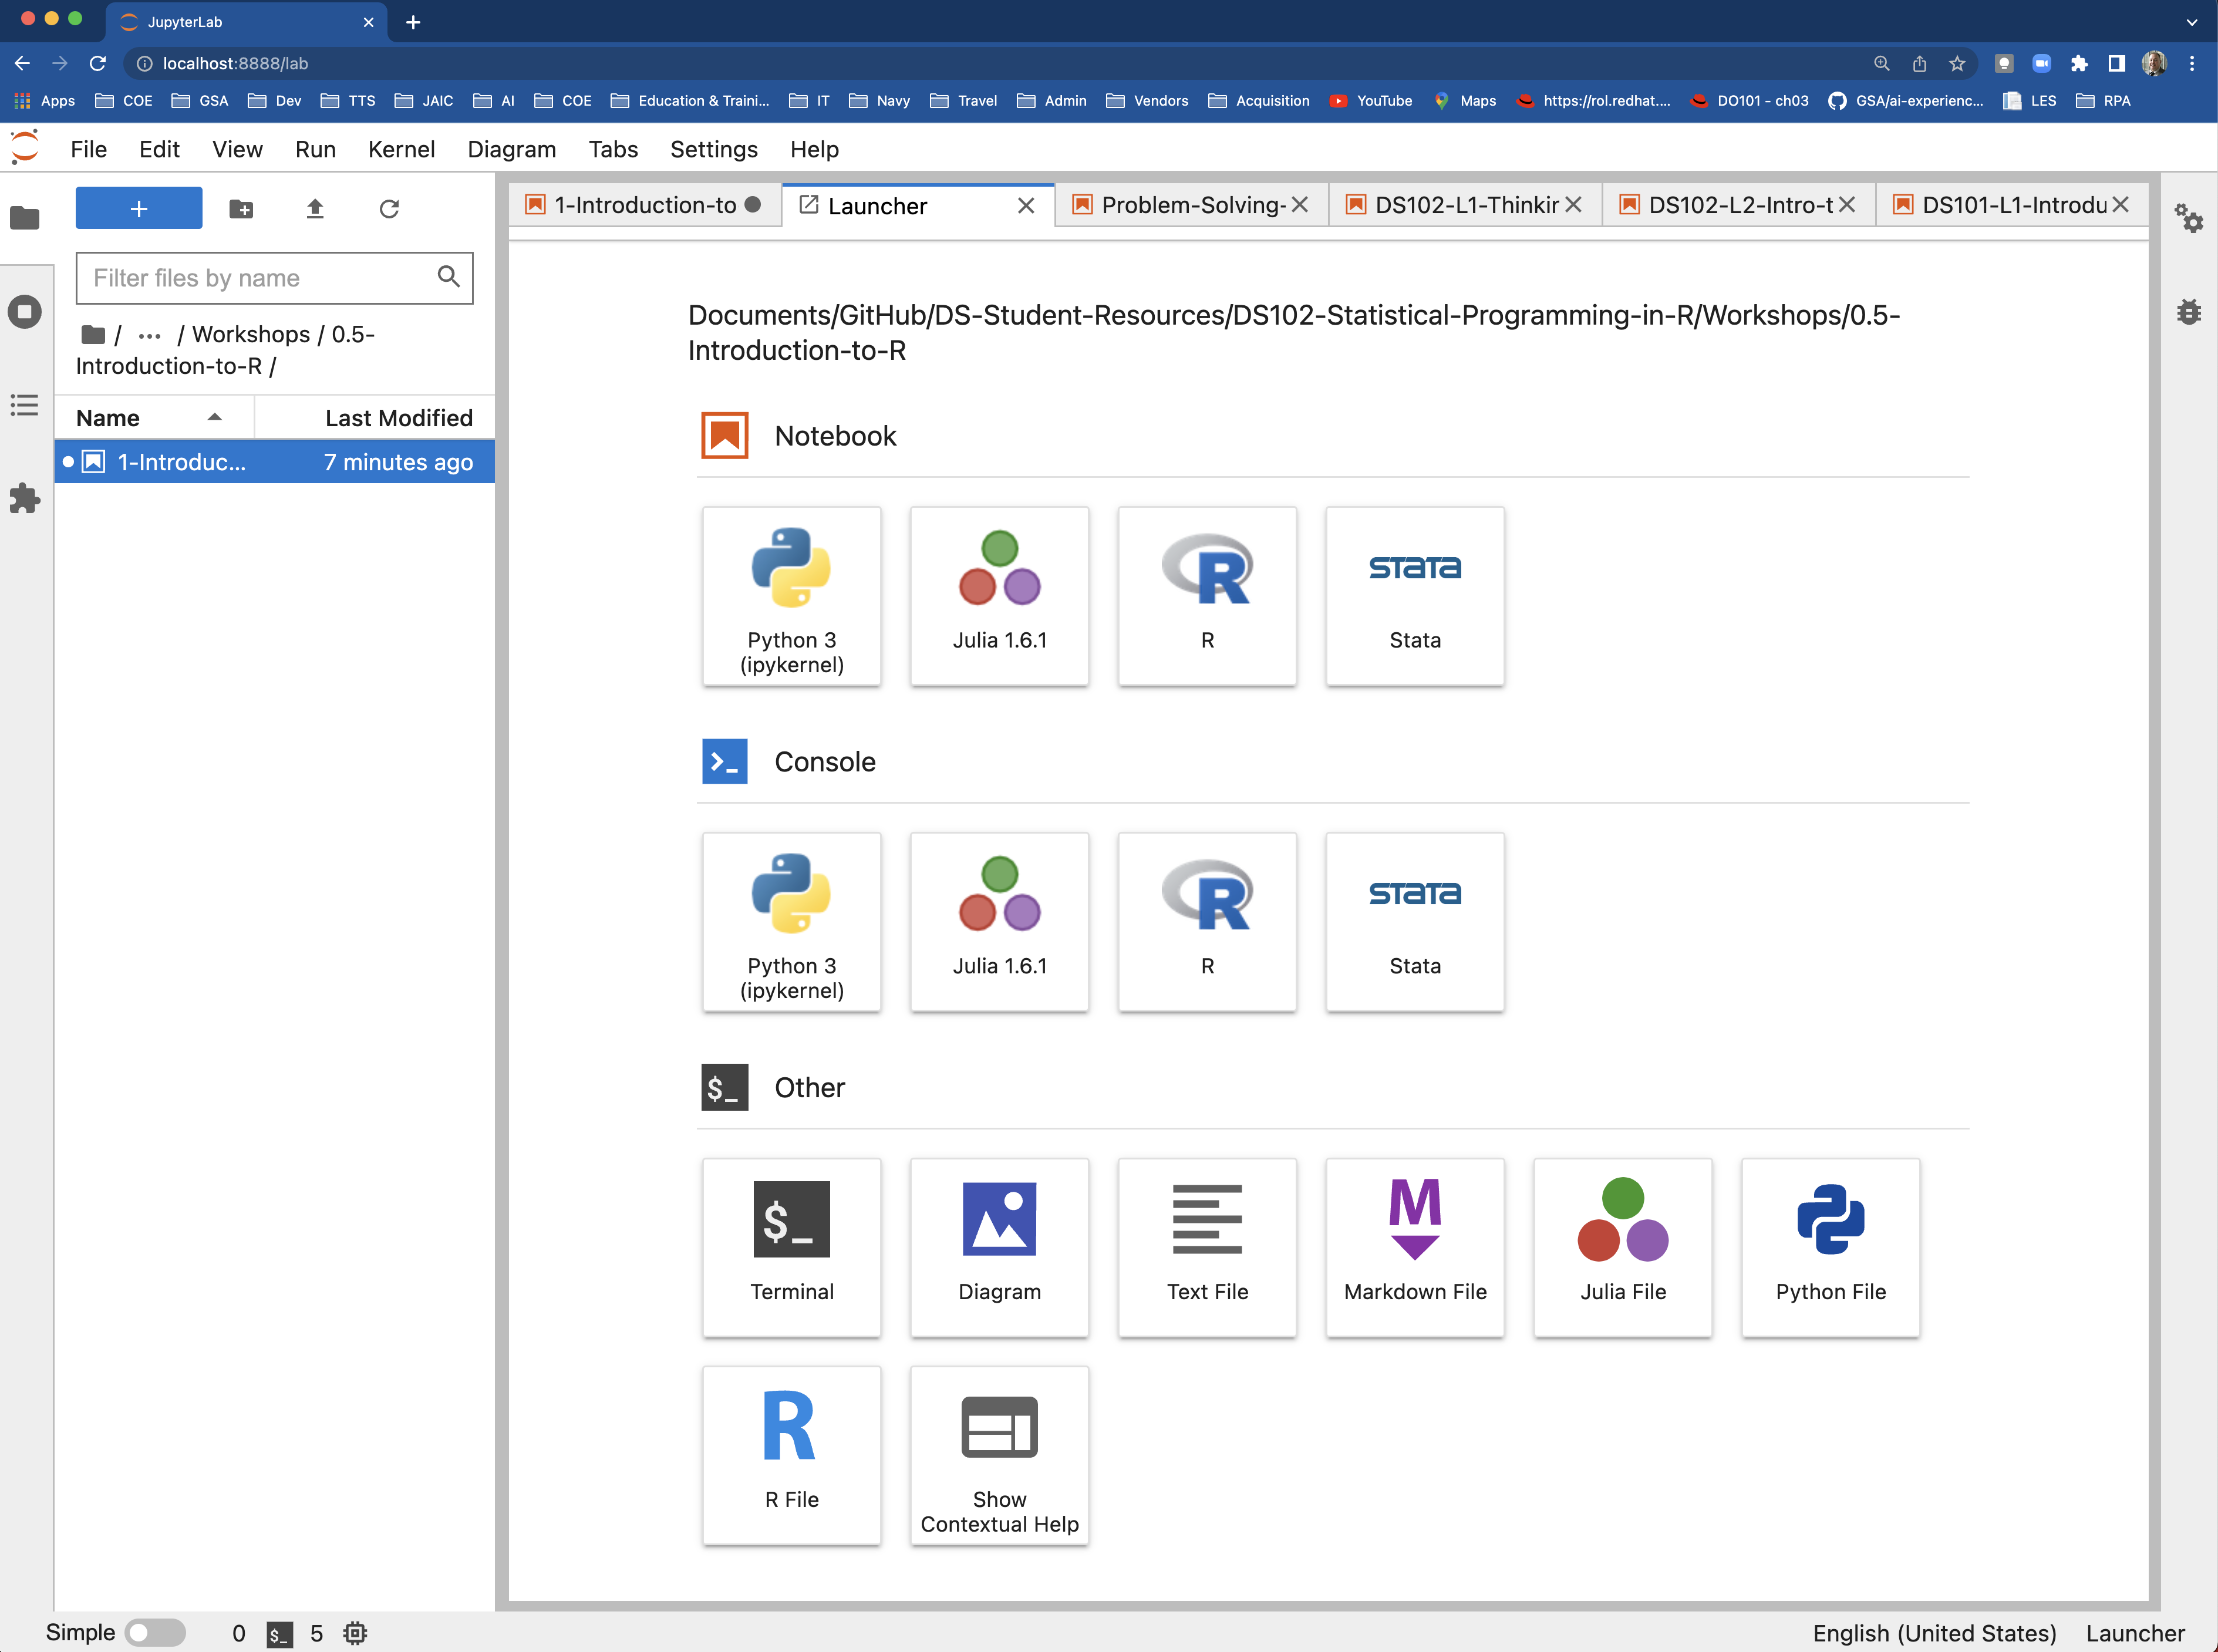 JupyterLab
localhost:8888/lab
Apps COE GSA Dev TTS JAIC AI COE Education & Traini... IT Navy Travel Admin Vendors Acquisition YouTube Maps https://rol.redhat.... DO101 - ch03 GSA/ai-experienc... LES RPA
File Edit View Run Kernel Diagram Tabs Settings Help
+
1-Introduction-to Launcher Problem-Solving- DS102-L1-Thinkir DS102-L2-Intro-t DS101-L1-Introdu
Filter files by name
/ ... / Workshops / 0.5-
Introduction-to-R /
Name Last Modified
1-Introduc... 7 minutes ago
Documents/GitHub/DS-Student-Resources/DS102-Statistical-Programming-in-R/Workshops/0.5-
Introduction-to-R
Notebook
R STATA
Python 3
(ipykernel)
Julia 1.6.1
R
Stata
>_ Console
R STATA
Python 3
(ipykernel)
Julia 1.6.1
R
Stata
$_ Other
$_ M
Terminal
Diagram
Text File
Markdown File
Julia File
Python File
R
R File
Show
Contextual Help
Simple 0 $_ 5 English (United States) Launcher